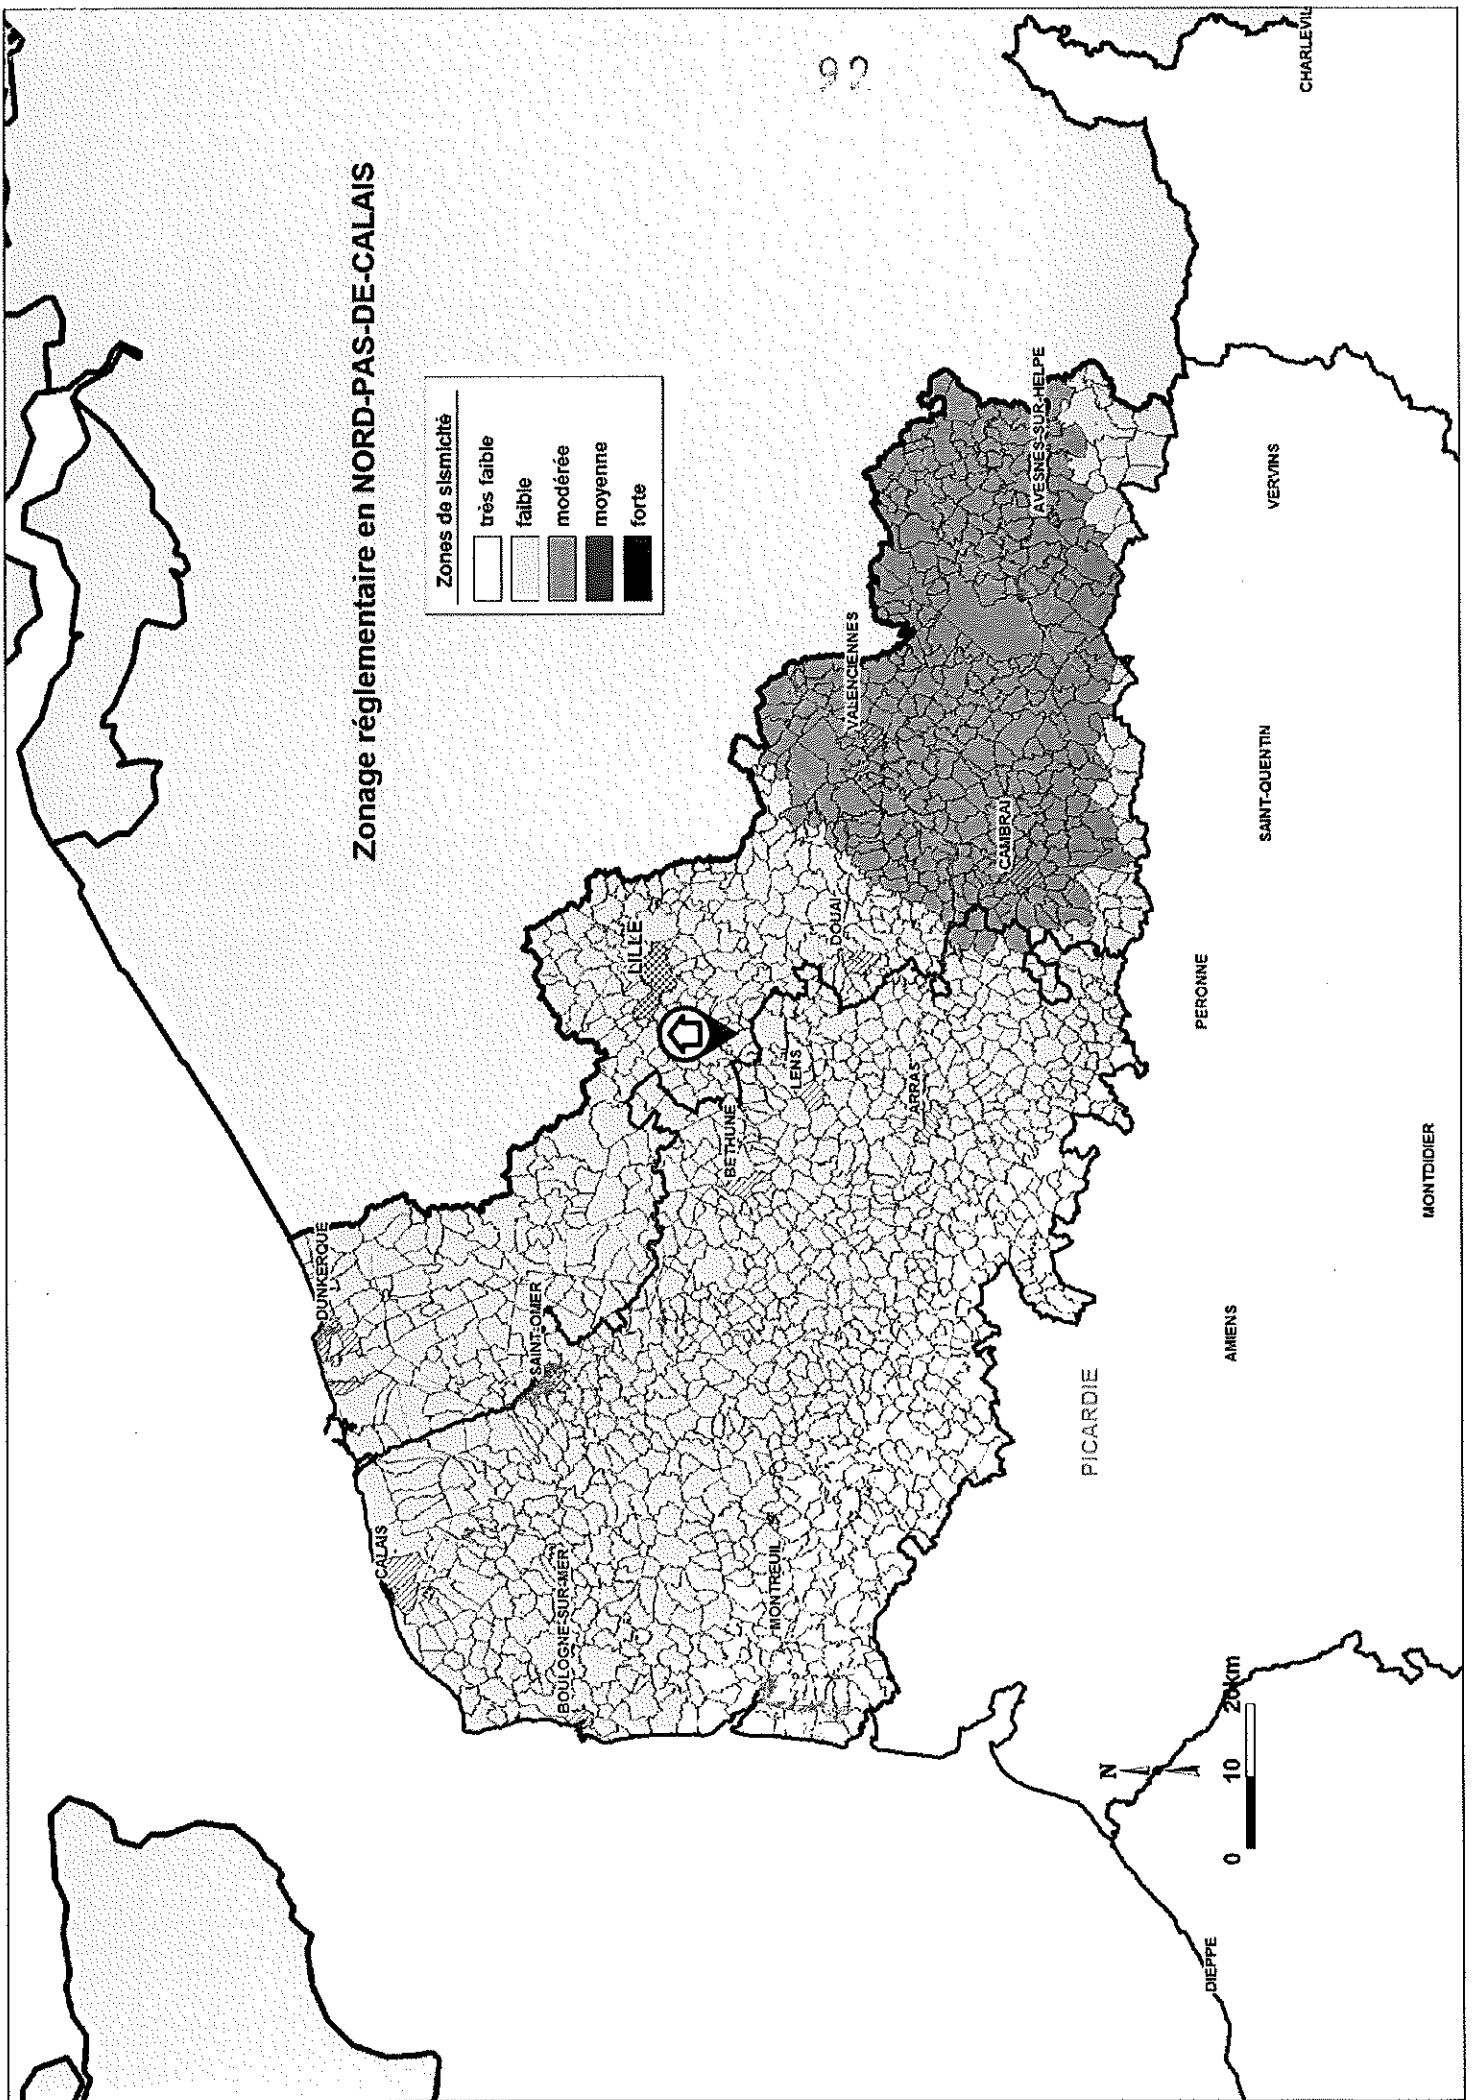 Zonage réglementaire en NORD-PAS-DE-CALAIS
Zones de sismicité
très faible
faible
modérée
moyenne
forte
DUNKERQUE
CALAIS
SAINT-OMER
BOULOGNE-SUR-MER
LILLE
BETHUNE
LENS
MONTREUIL
DOUAI
VALENCIENNES
ARRAS
CAMBRAI
AVESNES-SUR-HELPE
PICARDIE
PERONNE
AMIENS
SAINT-QUENTIN
VERVINS
CHARLEVIL
DIEPPE
MONTDIDIER
N
0 10 20km